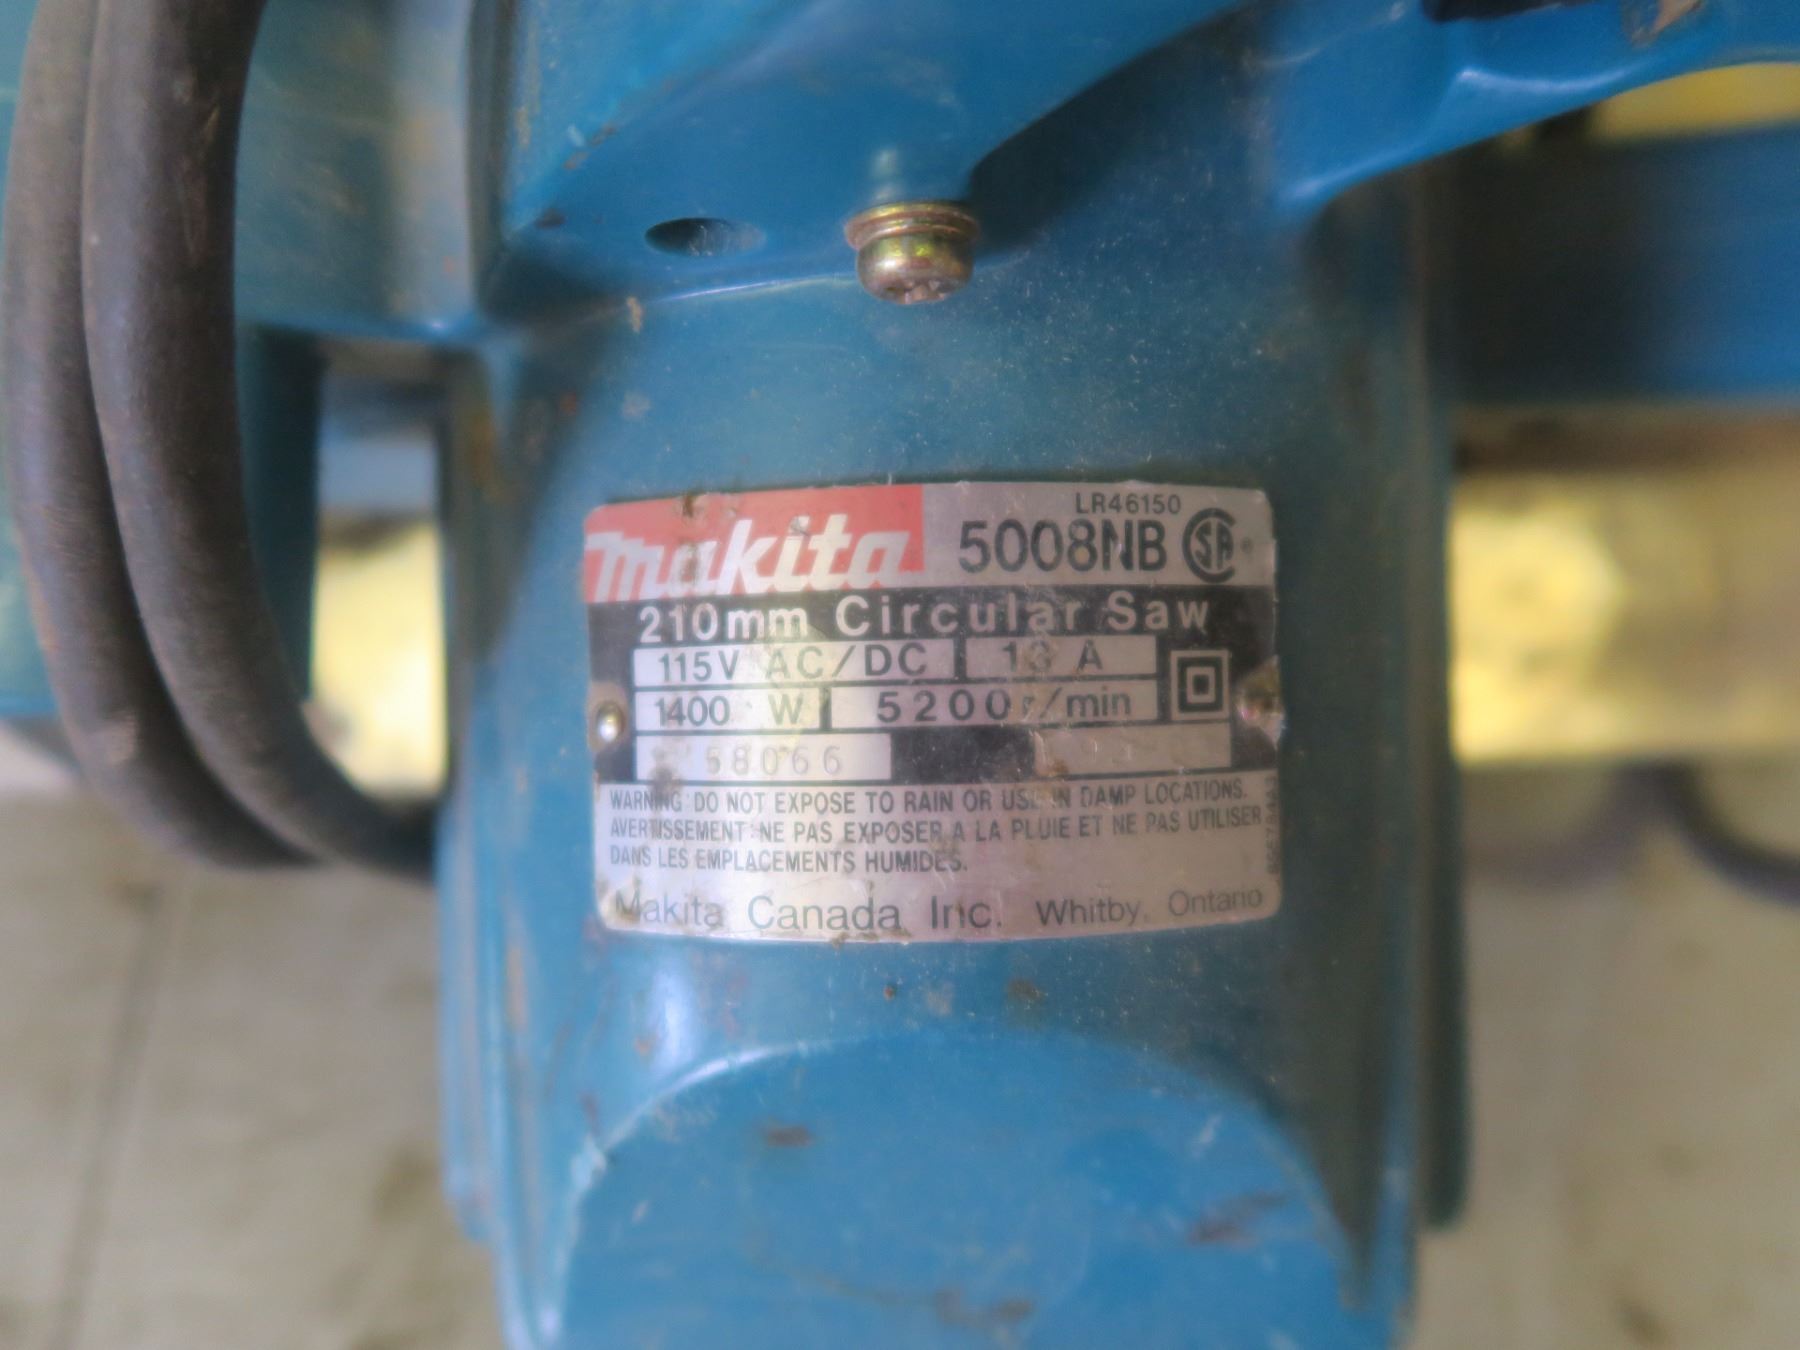 LR46150
makita 5008NB
210mm Circular Saw
115V AC/DC 13 A
1400 W 5200 r/min
58066
WARNING: DO NOT EXPOSE TO RAIN OR USE IN DAMP LOCATIONS.
AVERTISSEMENT: NE PAS EXPOSER A LA PLUIE ET NE PAS UTILISER
DANS LES EMPLACEMENTS HUMIDES.
Makita Canada Inc. Whitby, Ontario